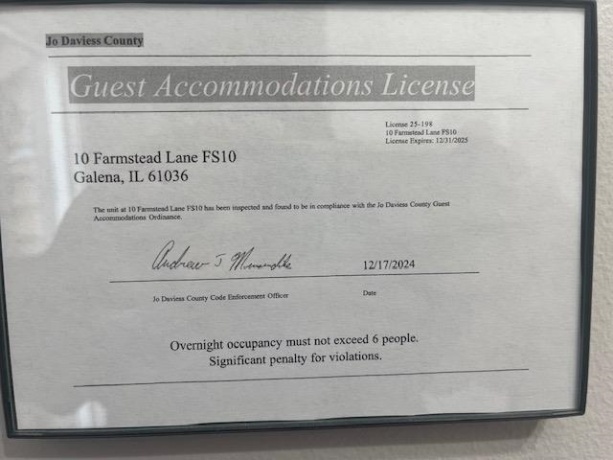 Jo Daviess County
Guest Accommodations License
License 25-198
10 Farmstead Lane FS10
License Expires: 12/31/2025
10 Farmstead Lane FS10
Galena, IL 61036
The unit at 10 Farmstead Lane FS10 has been inspected and found to be in compliance with the Jo Daviess County Guest
Accommodations Ordinance.
Andrew J
12/17/2024
Jo Daviess County Code Enforcement Officer
Date
Overnight occupancy must not exceed 6 people.
Significant penalty for violations.